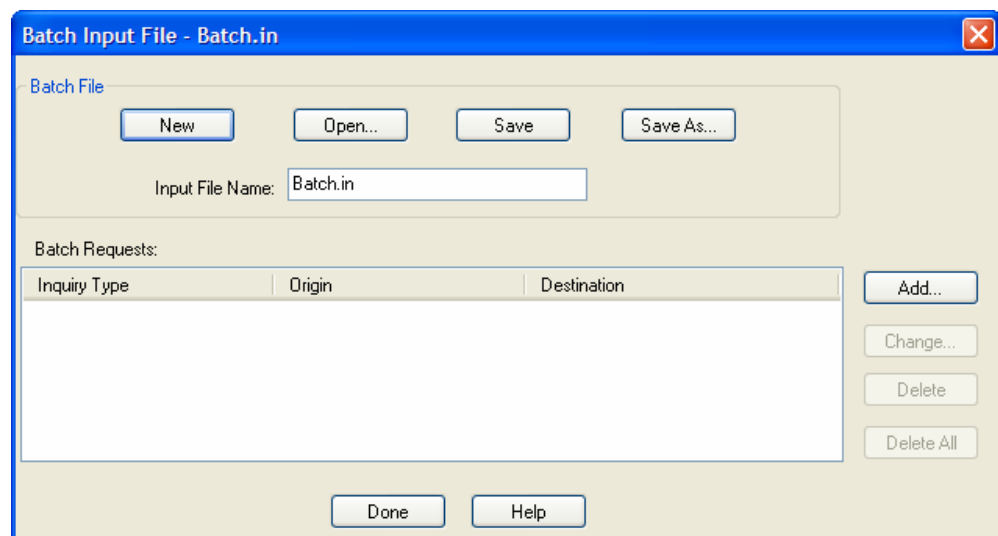 Batch Input File - Batch.in
Batch File
New Open... Save Save As...
Input File Name: Batch.in
Batch Requests:
Inquiry Type Origin Destination
Add...
Change...
Delete
Delete All
Done Help